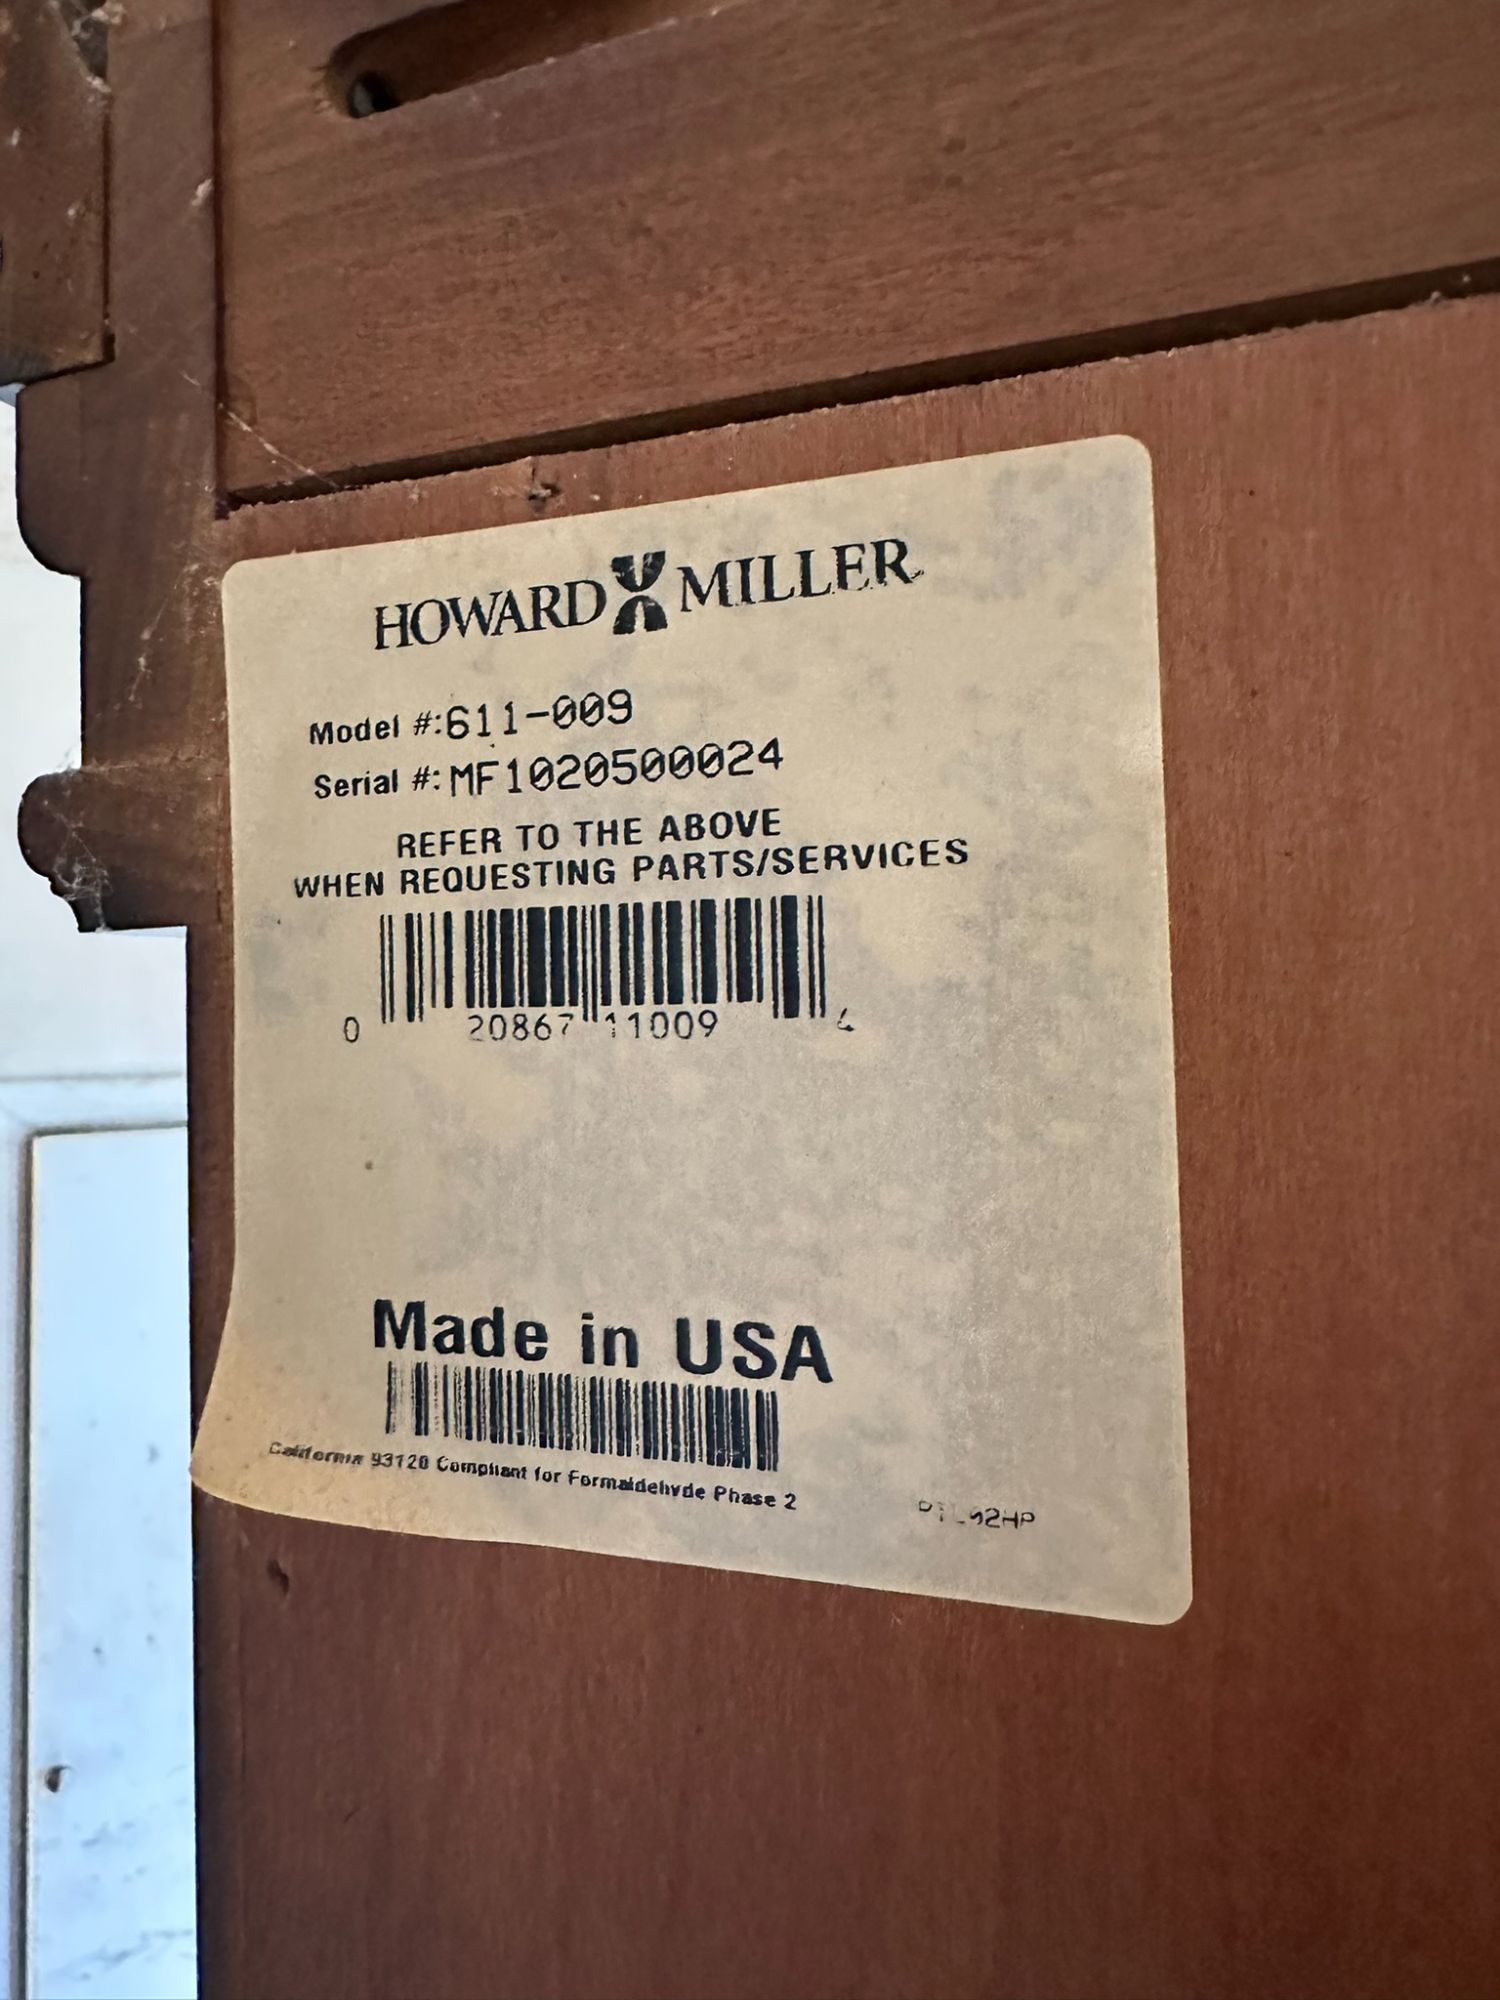 HOWARD MILLER
Model #:611-009
Serial #: MF1020500024
REFER TO THE ABOVE
WHEN REQUESTING PARTS/SERVICES
0 20867 11009 4
Made in USA
California 93120 Compliant for Formaldehyde Phase 2